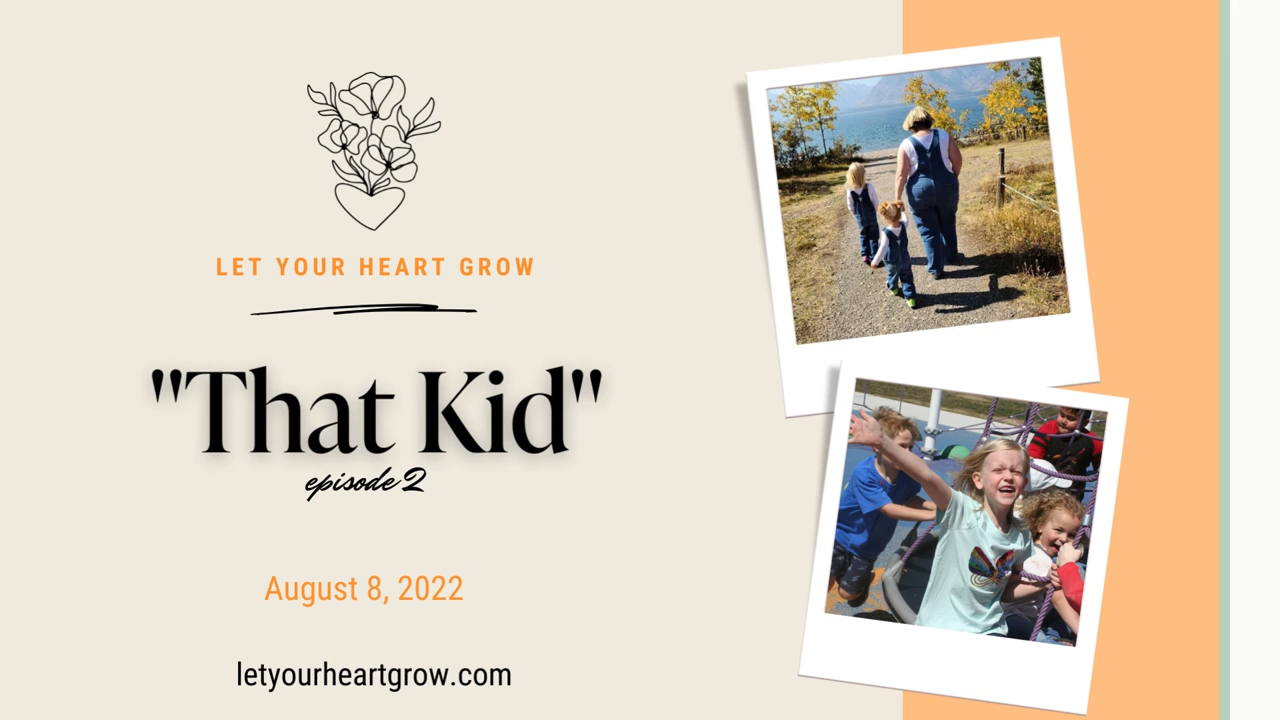 LET YOUR HEART GROW
"That Kid"
episode 2
August 8, 2022
letyourheartgrow.com